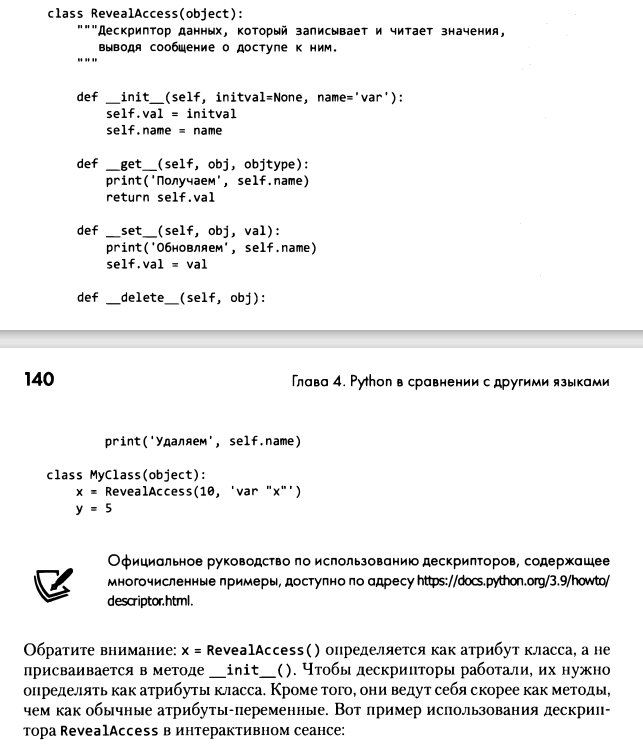 class RevealAccess(object):
"""Дескриптор данных, который записывает и читает значения,
выводя сообщение о доступе к ним.
"""
def __init__(self, initval=None, name='var'):
self.val = initval
self.name = name
def __get__(self, obj, objtype):
print('Получаем', self.name)
return self.val
def __set__(self, obj, val):
print('Обновляем', self.name)
self.val = val
def __delete__(self, obj):
140 Глава 4. Python в сравнении с другими языками
print('Удаляем', self.name)
class MyClass(object):
x = RevealAccess(10, 'var "x"')
y = 5
Официальное руководство по использованию дескрипторов, содержащее
многочисленные примеры, доступно по адресу https://docs.python.org/3.9/howto/
descriptor.html.
Обратите внимание: x = RevealAccess() определяется как атрибут класса, а не
присваивается в методе __init__(). Чтобы дескрипторы работали, их нужно
определять как атрибуты класса. Кроме того, они ведут себя скорее как методы,
чем как обычные атрибуты-переменные. Вот пример использования дескрип-
тора RevealAccess в интерактивном сеансе: